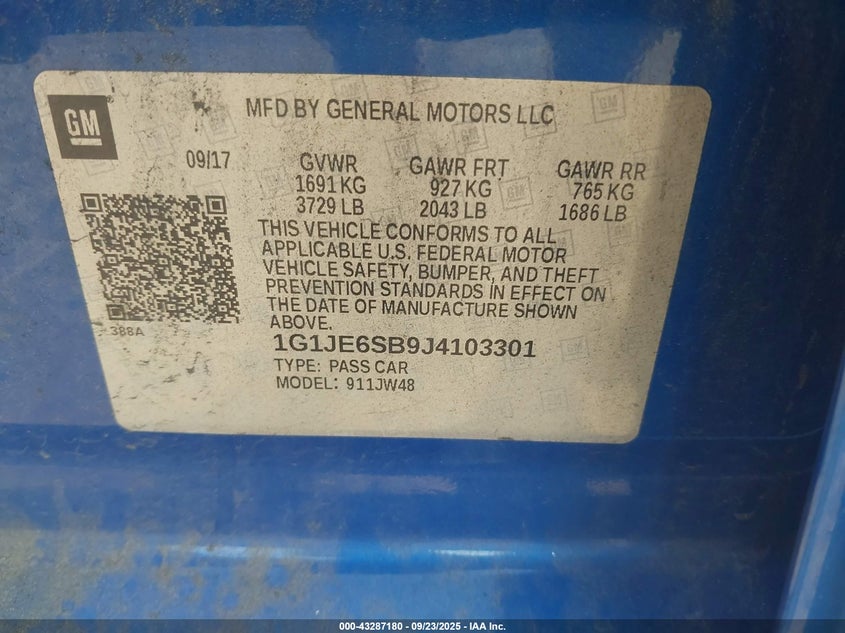 GM
MFD BY GENERAL MOTORS LLC
09/17
GVWR GAWR FRT GAWR RR
1691 KG 927 KG 765 KG
3729 LB 2043 LB 1686 LB
THIS VEHICLE CONFORMS TO ALL
APPLICABLE U.S. FEDERAL MOTOR
VEHICLE SAFETY, BUMPER, AND THEFT
PREVENTION STANDARDS IN EFFECT ON
THE DATE OF MANUFACTURE SHOWN
ABOVE.
388A
1G1JE6SB9J4103301
TYPE: PASS CAR
MODEL: 911JW48
000-43287180 - 09/23/2025 - IAA Inc.